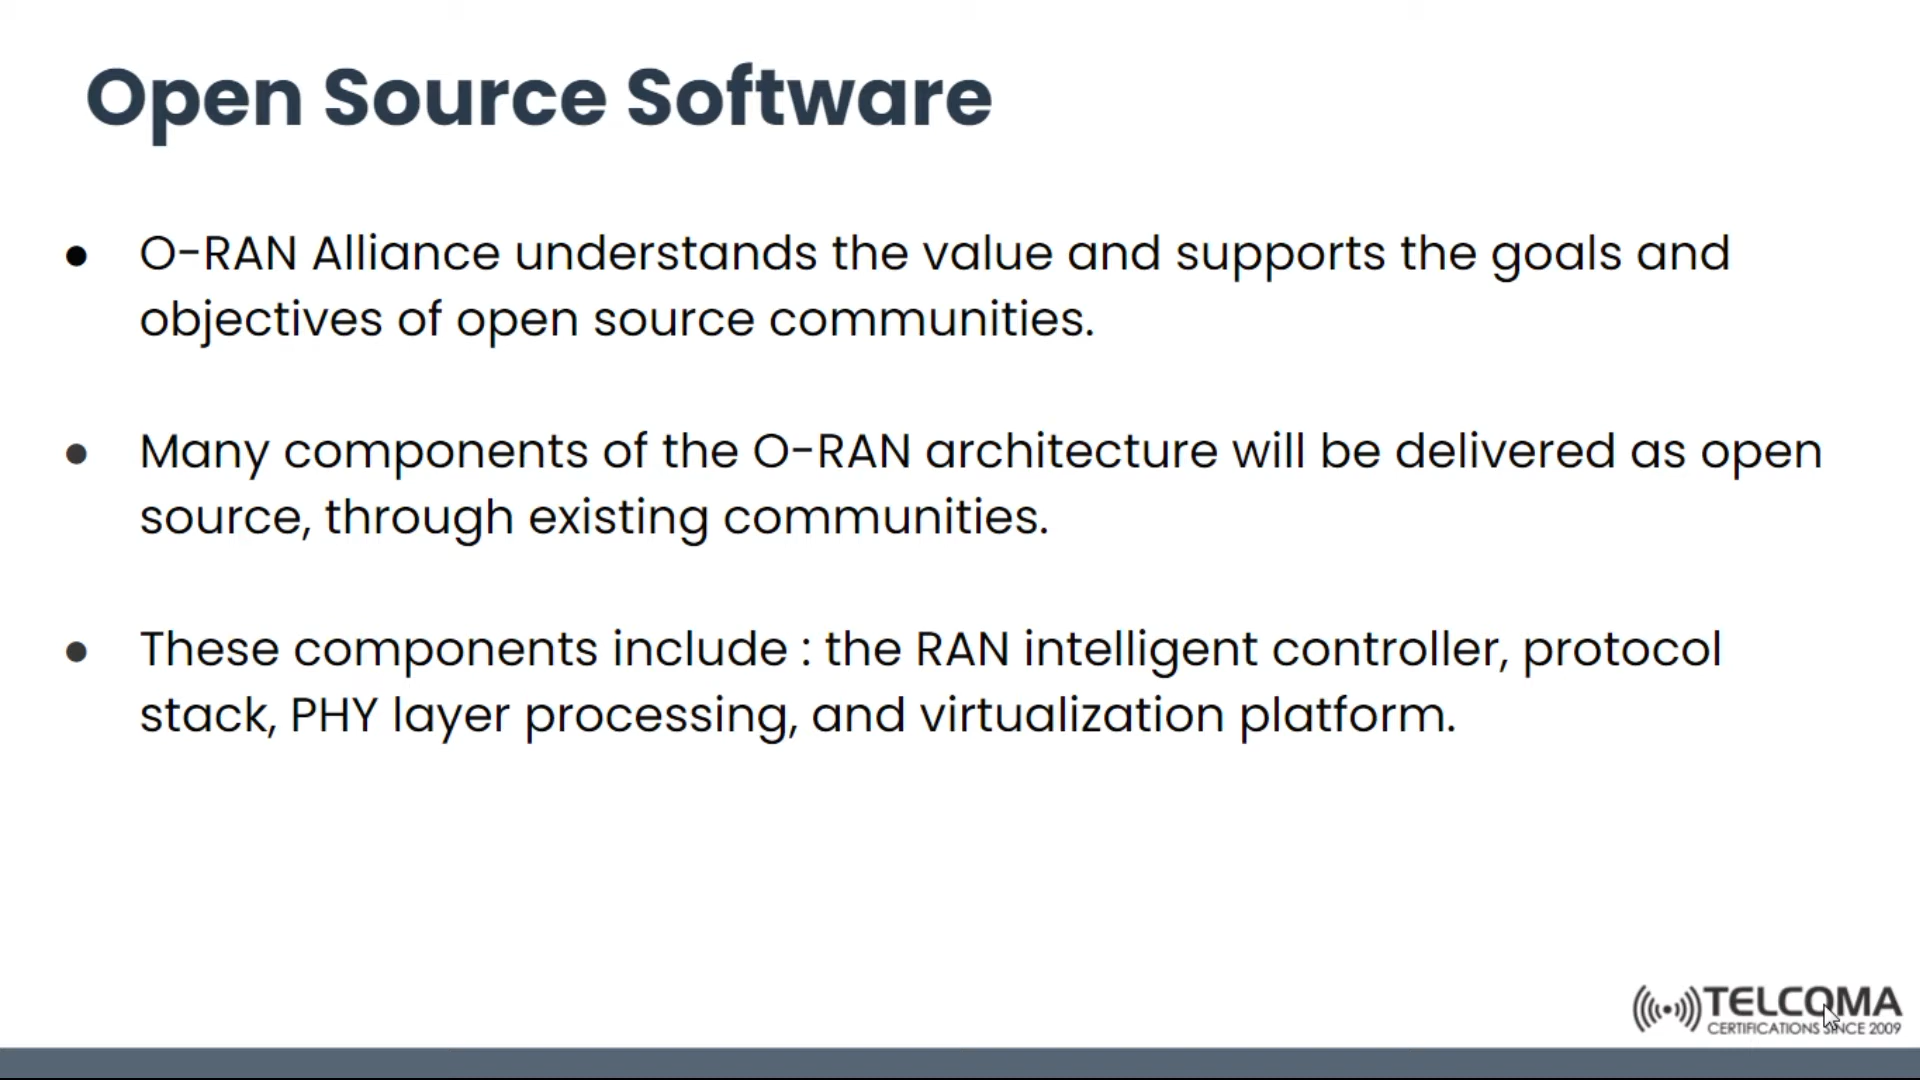 Open Source Software
● O-RAN Alliance understands the value and supports the goals and
objectives of open source communities.
● Many components of the O-RAN architecture will be delivered as open
source, through existing communities.
● These components include : the RAN intelligent controller, protocol
stack, PHY layer processing, and virtualization platform.
TELCOMA
CERTIFICATIONS SINCE 2009